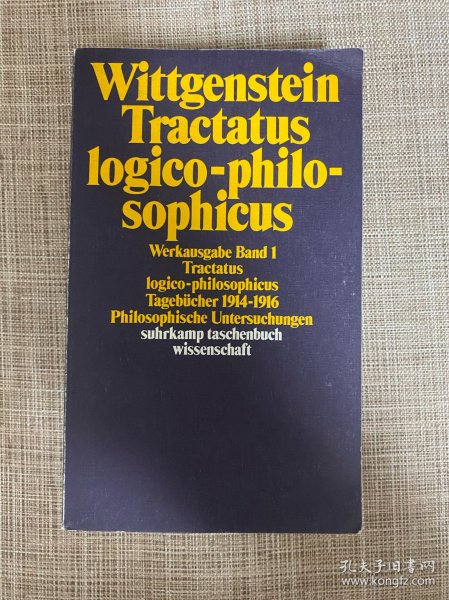 Wittgenstein
Tractatus
logico-philo-
sophicus
Werkausgabe Band 1
Tractatus
logico-philosophicus
Tagebücher 1914-1916
Philosophische Untersuchungen
suhrkamp taschenbuch
wissenschaft
孔夫子旧书网
www.kongfz.com